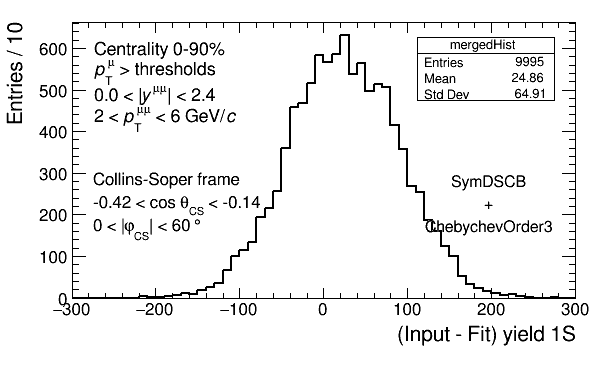 Entries / 10
600
500
400
300
200
100
0
−300
−200
−100
0
100
200
300
(Input - Fit) yield 1S
Centrality 0-90%
p_T^μ > thresholds
0.0 < |y^μμ| < 2.4
2 < p_T^μμ < 6 GeV/c
Collins-Soper frame
-0.42 < cos θ_CS < -0.14
0 < |φ_CS| < 60 °
mergedHist
Entries 9995
Mean 24.86
Std Dev 64.91
SymDSCB
+
ChebychevOrder3